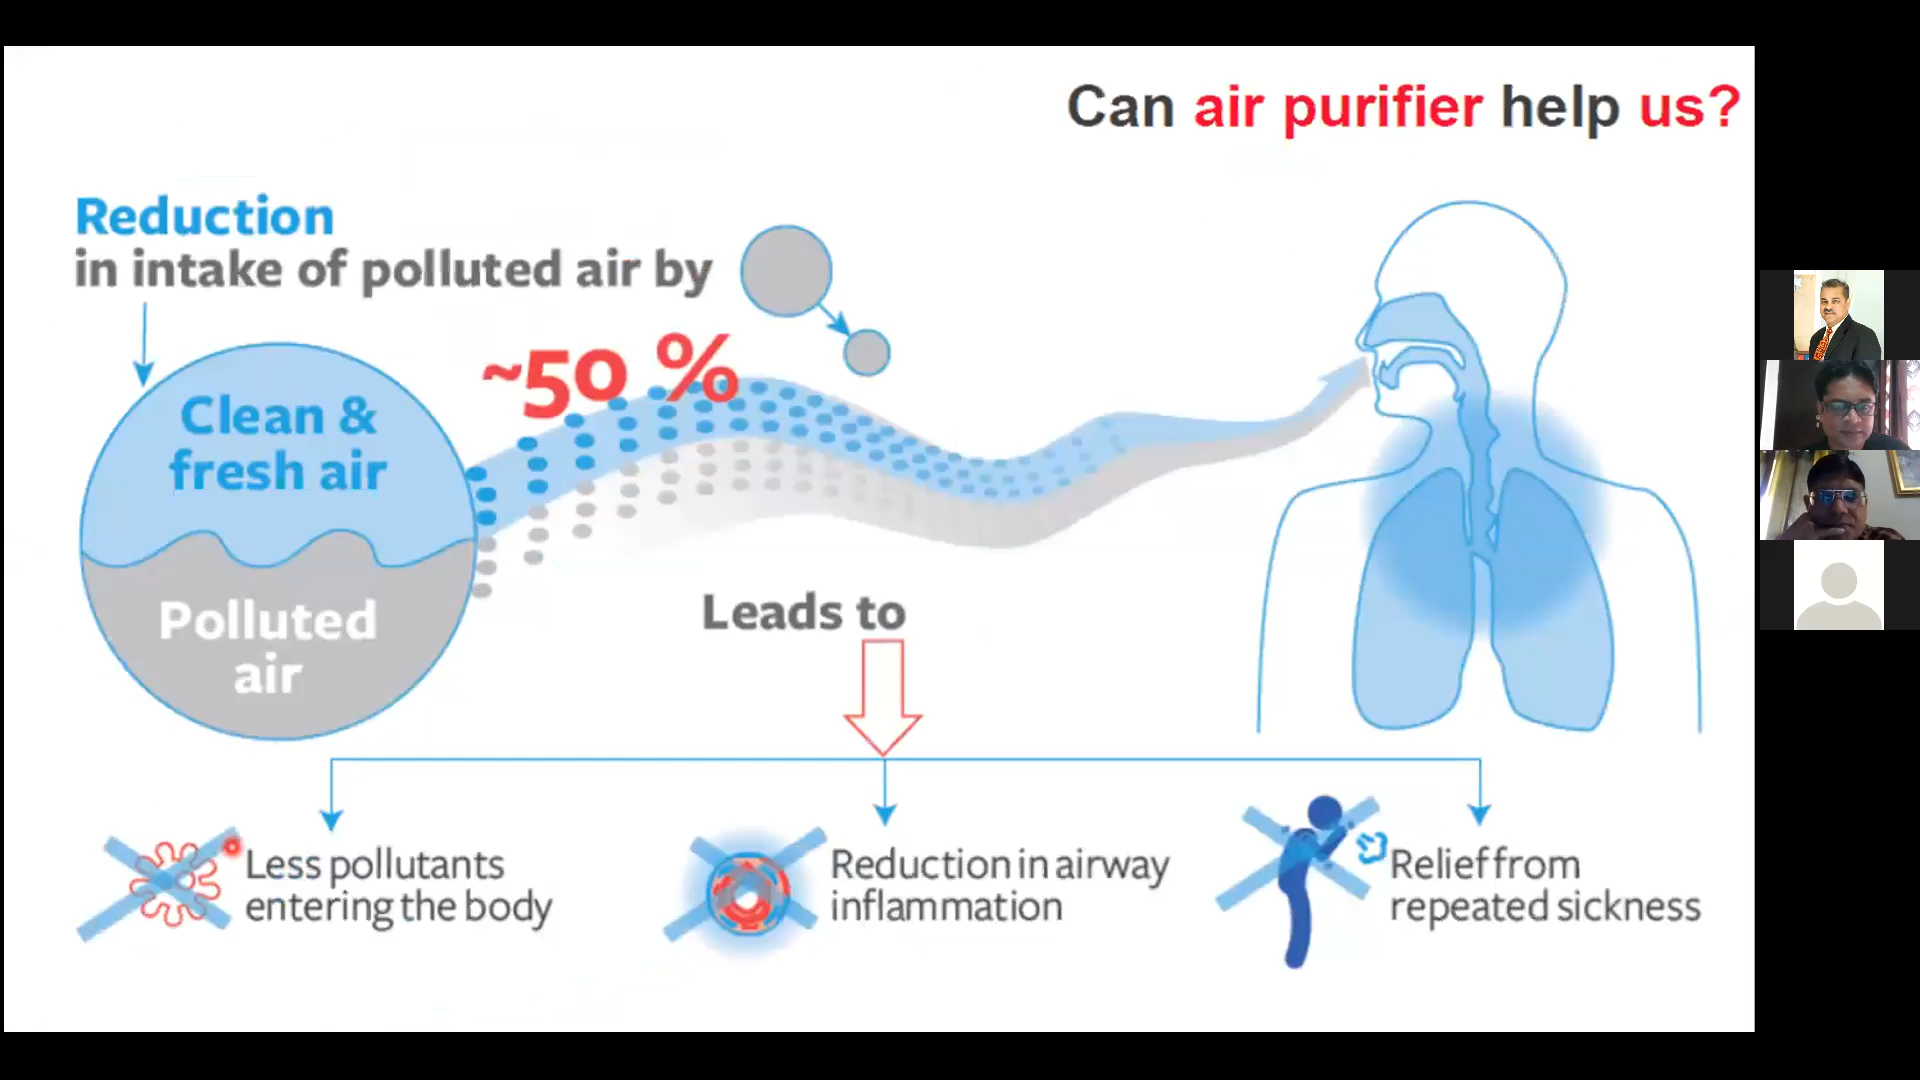 Can air purifier help us?
Reduction
in intake of polluted air by
~50 %
Clean &
fresh air
Polluted
air
Leads to
Less pollutants
entering the body
Reduction in airway
inflammation
Relief from
repeated sickness